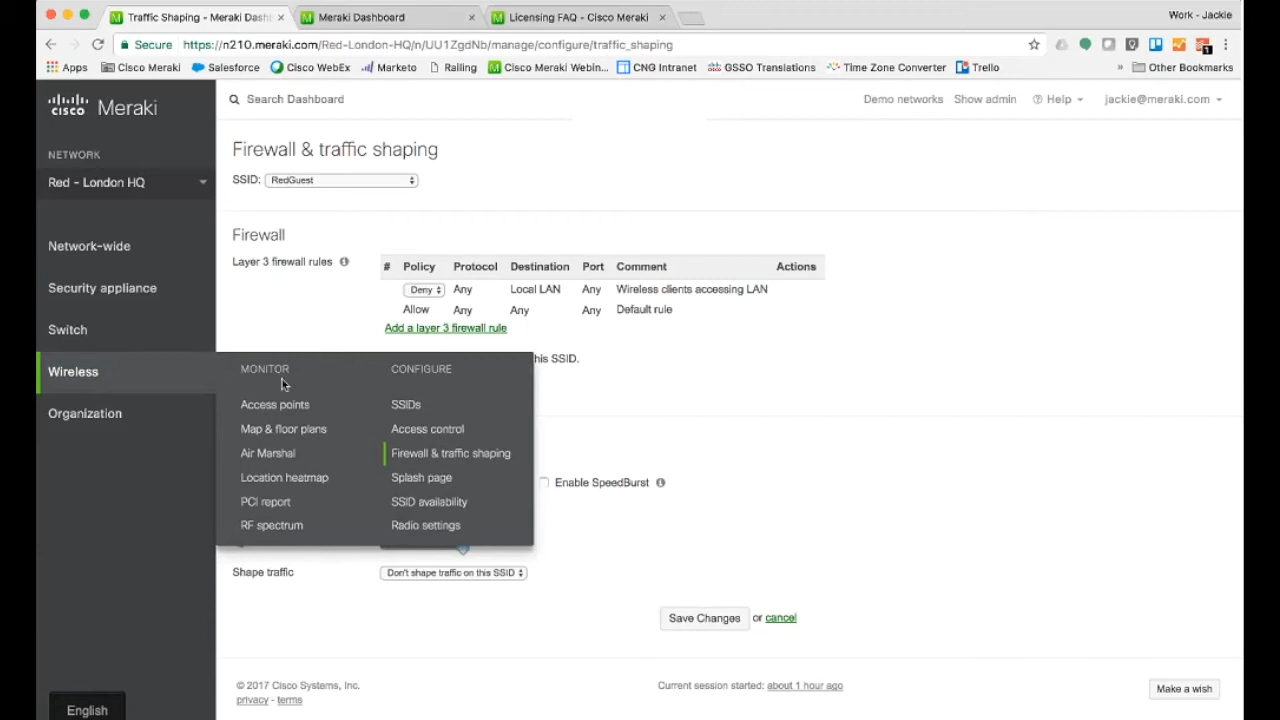 Traffic Shaping - Meraki Dash
Meraki Dashboard
Licensing FAQ - Cisco Meraki
Work - Jackie
Secure
https://n210.meraki.com/Red-London-HQ/n/UU1ZgdNb/manage/configure/traffic_shaping
Apps
Cisco Meraki
Salesforce
Cisco WebEx
Marketo
Railing
Cisco Meraki Webin...
CNG Intranet
GSSO Translations
Time Zone Converter
Trello
»
Other Bookmarks
CISCO Meraki
Search Dashboard
Demo networks
Show admin
Help
jackie@meraki.com
NETWORK
Red - London HQ
Network-wide
Security appliance
Switch
Wireless
Organization
English
Firewall & traffic shaping
SSID: RedGuest
Firewall
Layer 3 firewall rules
# Policy Protocol Destination Port Comment Actions
Deny Any Local LAN Any Wireless clients accessing LAN
Allow Any Any Any Default rule
Add a layer 3 firewall rule
his SSID.
MONITOR
Access points
Map & floor plans
Air Marshal
Location heatmap
PCI report
RF spectrum
CONFIGURE
SSIDs
Access control
Firewall & traffic shaping
Splash page
SSID availability
Radio settings
Enable SpeedBurst
Shape traffic
Don't shape traffic on this SSID
Save Changes or cancel
© 2017 Cisco Systems, Inc.
privacy - terms
Current session started: about 1 hour ago
Make a wish